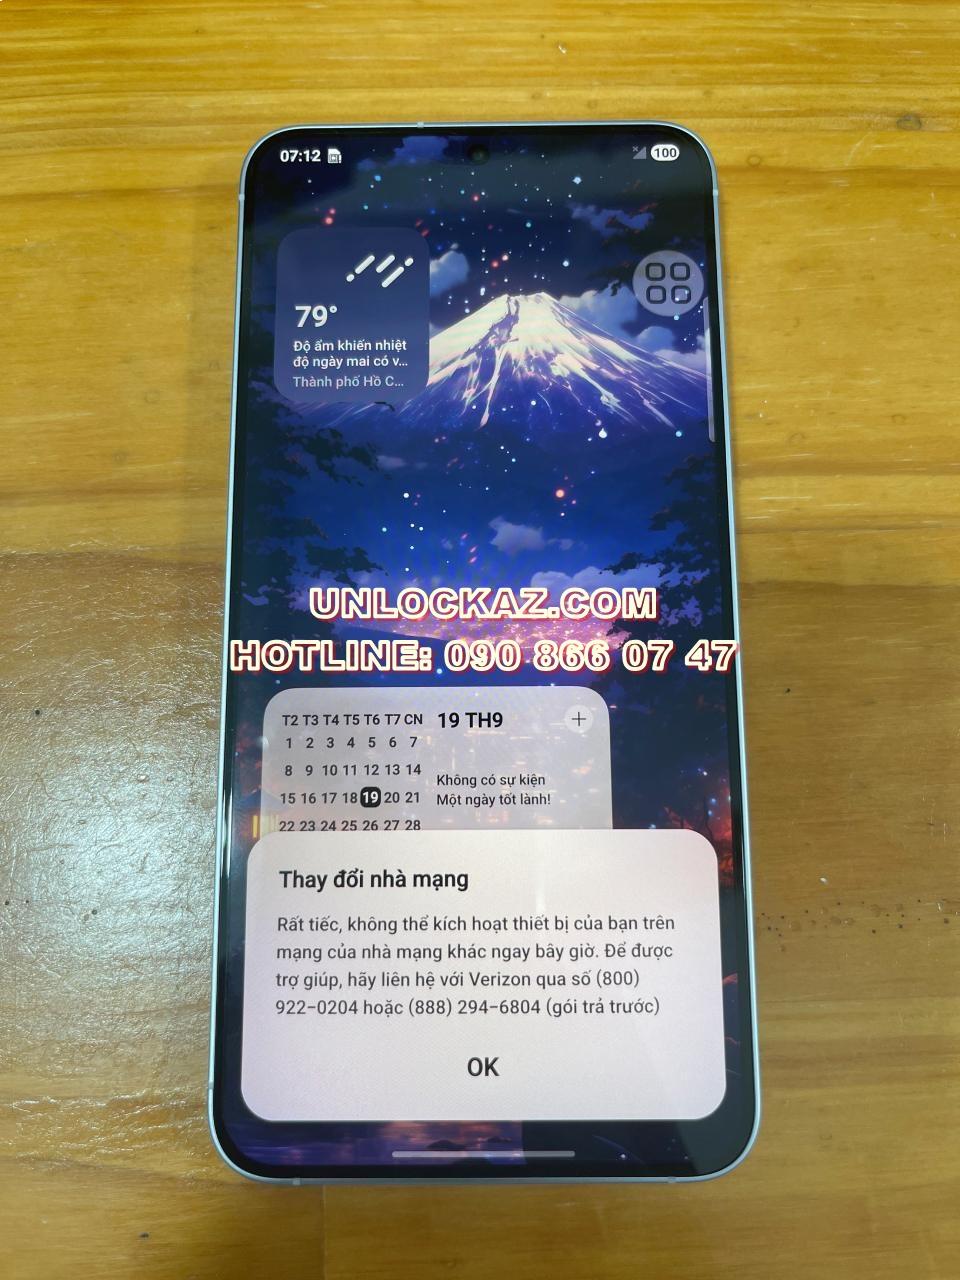 07:12
100
79°
Độ ẩm khiến nhiệt
độ ngày mai có v...
Thành phố Hồ C...
UNLOCKAZ.COM
HOTLINE: 090 866 07 47
T2 T3 T4 T5 T6 T7 CN
19 TH9
1 2 3 4 5 6 7
8 9 10 11 12 13 14
Không có sự kiện
15 16 17 18 19 20 21
Một ngày tốt lành!
22 23 24 25 26 27 28
Thay đổi nhà mạng
Rất tiếc, không thể kích hoạt thiết bị của bạn trên
mạng của nhà mạng khác ngay bây giờ. Để được
trợ giúp, hãy liên hệ với Verizon qua số (800)
922-0204 hoặc (888) 294-6804 (gói trả trước)
OK